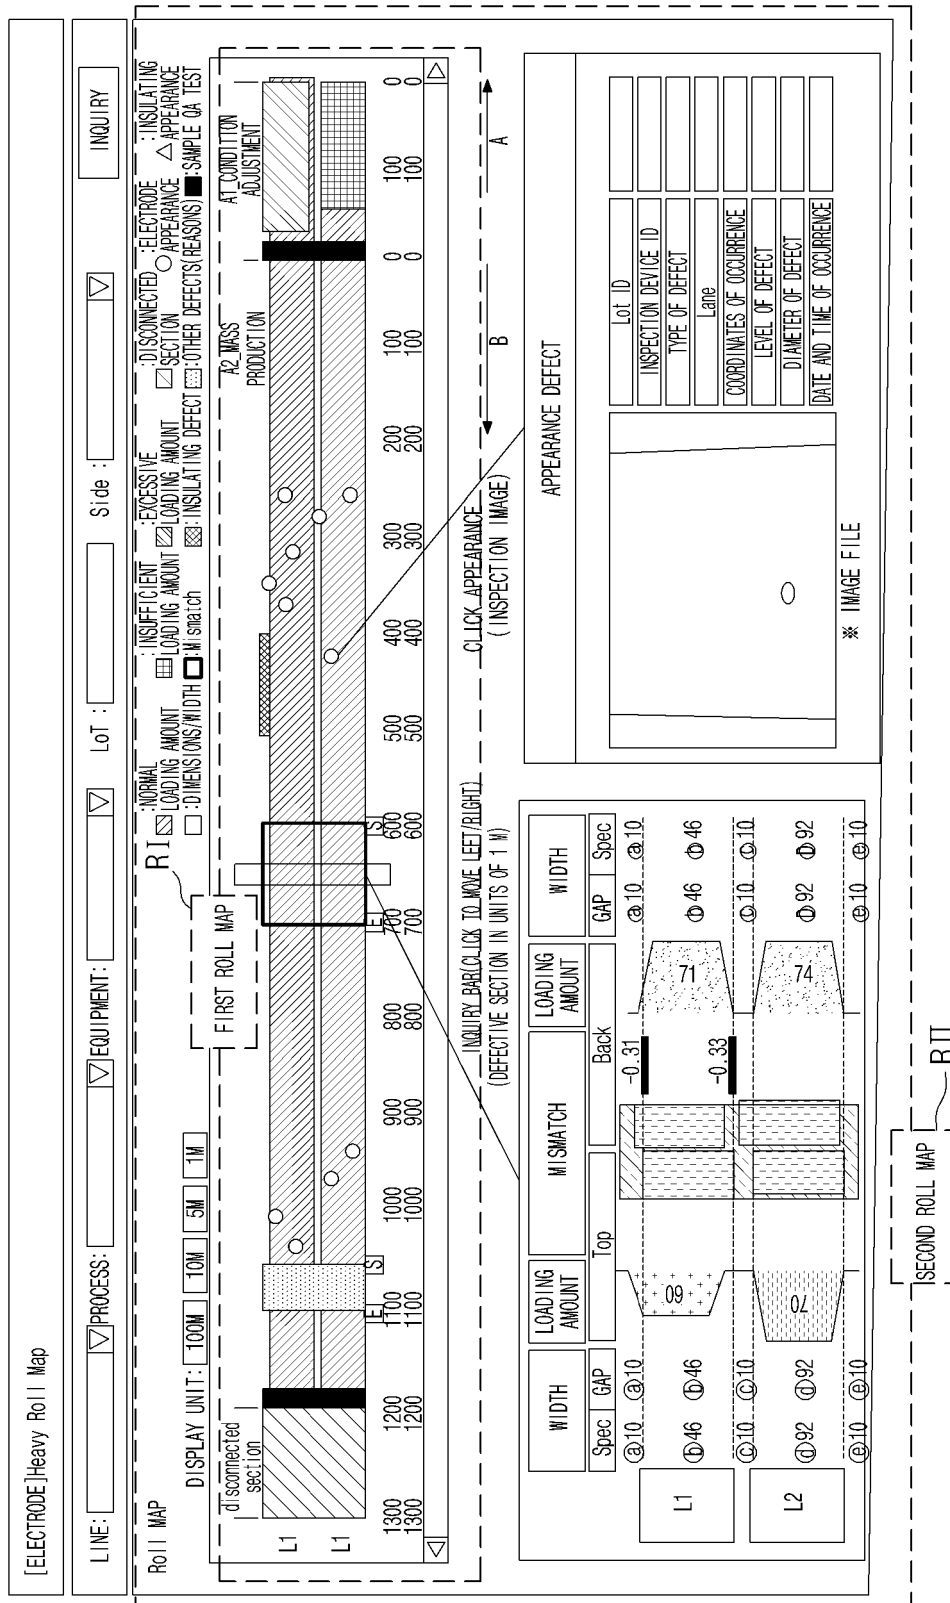 [ELECTRODE]Heavy Roll Map
LINE: ▽ PROCESS: ▽ EQUIPMENT: ▽ LoT : Side : ▽ INQUIRY
Roll MAP
:NORMAL
LOADING AMOUNT
:INSUFFICIENT
LOADING AMOUNT
:EXCESSIVE
LOADING AMOUNT
:DISCONNECTED
SECTION
:ELECTRODE
APPEARANCE
:INSULATING
APPEARANCE
:DIMENSIONS/WIDTH
:Mismatch
:INSULATING DEFECT
:OTHER DEFECTS(REASONS)
:SAMPLE QA TEST
DISPLAY UNIT: 100M 10M 5M 1M
FIRST ROLL MAP
RI
disconnected
section
A2_MASS
PRODUCTION
A1_CONDITION
ADJUSTMENT
L1
L1
E S E S
1300 1200 1100 1000 900 800 700 600 500 400 300 200 100 0 100 0
1300 1200 1100 1000 900 800 700 600 500 400 300 200 100 0 100 0
B A
INQUIRY BAR(CLICK TO MOVE LEFT/RIGHT)
(DEFECTIVE SECTION IN UNITS OF 1 M)
CLICK APPEARANCE
(INSPECTION IMAGE)
WIDTH LOADING AMOUNT MISMATCH LOADING AMOUNT WIDTH
Spec GAP Top Back GAP Spec
ⓐ10 ⓐ10 -0.31 ⓐ10 ⓐ10
L1 ⓑ46 ⓑ46 69 71 ⓑ46 ⓑ46
ⓒ10 ⓒ10 -0.33 ⓒ10 ⓒ10
L2 ⓓ92 ⓓ92 70 74 ⓓ92 ⓓ92
ⓔ10 ⓔ10 ⓔ10 ⓔ10
APPEARANCE DEFECT
※ IMAGE FILE
Lot ID
INSPECTION DEVICE ID
TYPE OF DEFECT
Lane
COORDINATES OF OCCURRENCE
LEVEL OF DEFECT
DIAMETER OF DEFECT
DATE AND TIME OF OCCURRENCE
SECOND ROLL MAP
RⅡ